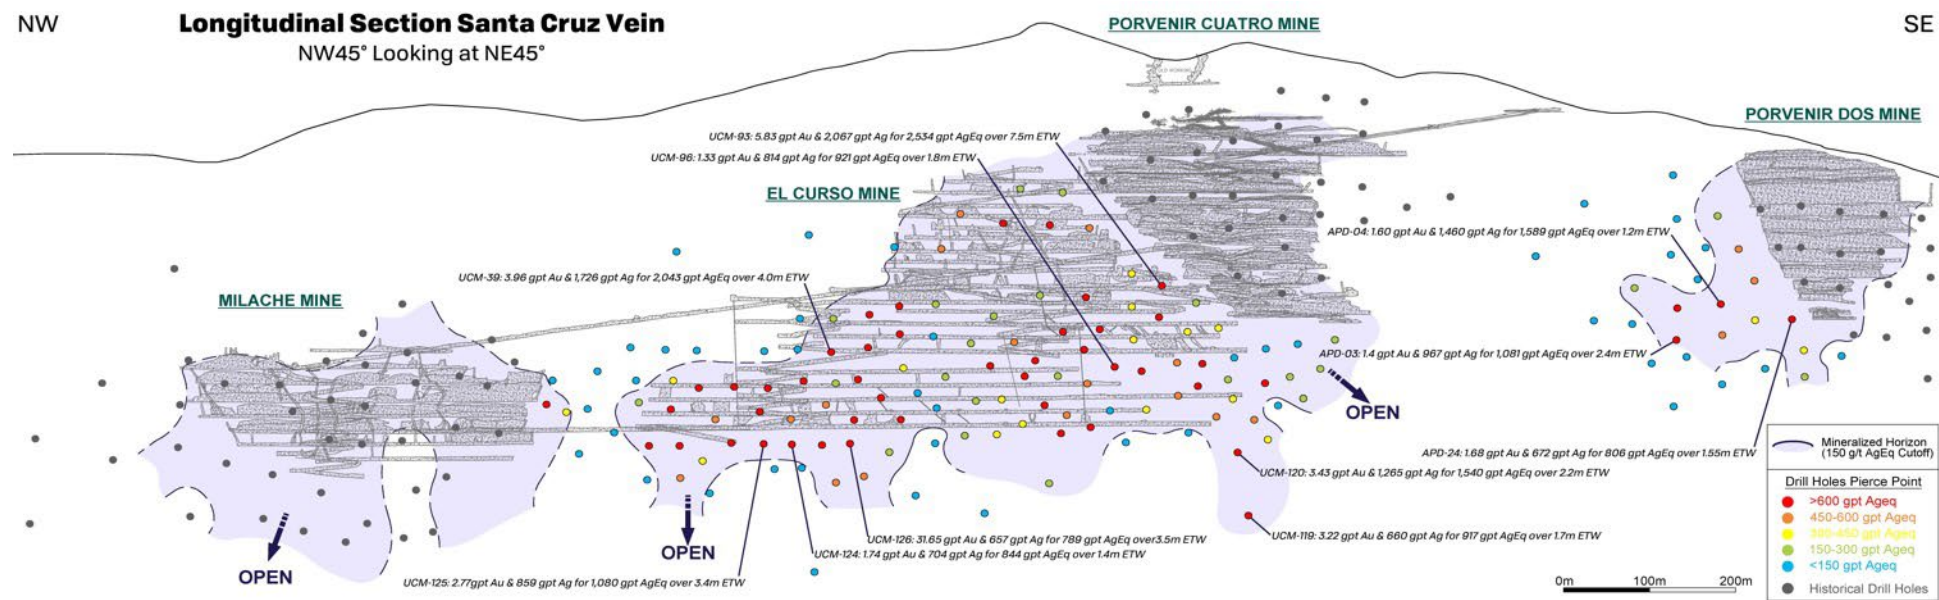 NW
Longitudinal Section Santa Cruz Vein
NW45° Looking at NE45°
PORVENIR CUATRO MINE
SE
OLD WORKING
PORVENIR DOS MINE
UCM-93: 5.83 gpt Au & 2,067 gpt Ag for 2,534 gpt AgEq over 7.5m ETW
UCM-96: 1.33 gpt Au & 814 gpt Ag for 921 gpt AgEq over 1.8m ETW
EL CURSO MINE
APD-04: 1.60 gpt Au & 1,460 gpt Ag for 1,589 gpt AgEq over 1.2m ETW
UCM-39: 3.96 gpt Au & 1,726 gpt Ag for 2,043 gpt AgEq over 4.0m ETW
MILACHE MINE
APD-03: 1.4 gpt Au & 967 gpt Ag for 1,081 gpt AgEq over 2.4m ETW
OPEN
APD-24: 1.68 gpt Au & 672 gpt Ag for 806 gpt AgEq over 1.55m ETW
UCM-120: 3.43 gpt Au & 1,265 gpt Ag for 1,540 gpt AgEq over 2.2m ETW
UCM-119: 3.22 gpt Au & 660 gpt Ag for 917 gpt AgEq over 1.7m ETW
UCM-126: 31.65 gpt Au & 657 gpt Ag for 789 gpt AgEq over3.5m ETW
OPEN
UCM-124: 1.74 gpt Au & 704 gpt Ag for 844 gpt AgEq over 1.4m ETW
OPEN
UCM-125: 2.77gpt Au & 859 gpt Ag for 1,080 gpt AgEq over 3.4m ETW
0m 100m 200m
Mineralized Horizon
(150 g/t AgEq Cutoff)
Drill Holes Pierce Point
>600 gpt Ageq
450-600 gpt Ageq
300-450 gpt Ageq
150-300 gpt Ageq
<150 gpt Ageq
Historical Drill Holes